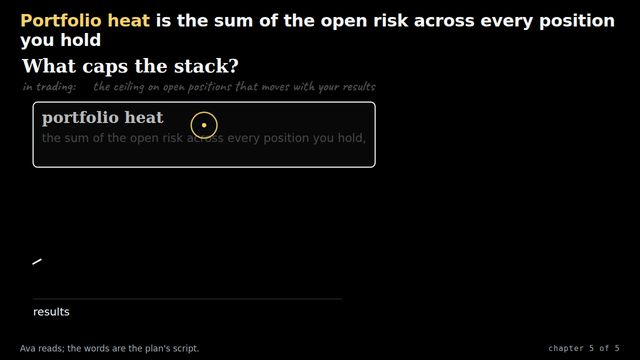 Portfolio heat is the sum of the open risk across every position
you hold
What caps the stack?
in trading: the ceiling on open positions that moves with your results
portfolio heat
the sum of the open risk across every position you hold,
results
Ava reads; the words are the plan's script.
chapter 5 of 5